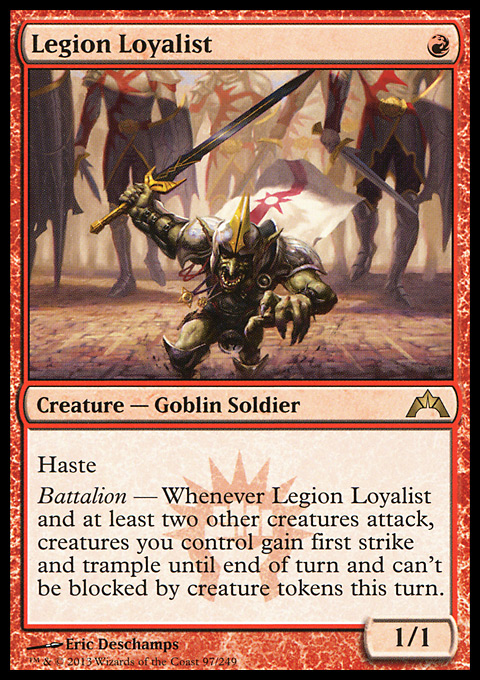 Legion Loyalist
Creature — Goblin Soldier
Haste
Battalion — Whenever Legion Loyalist
and at least two other creatures attack,
creatures you control gain first strike
and trample until end of turn and can't
be blocked by creature tokens this turn.
1/1
Eric Deschamps
™ & © 2013 Wizards of the Coast 97/249